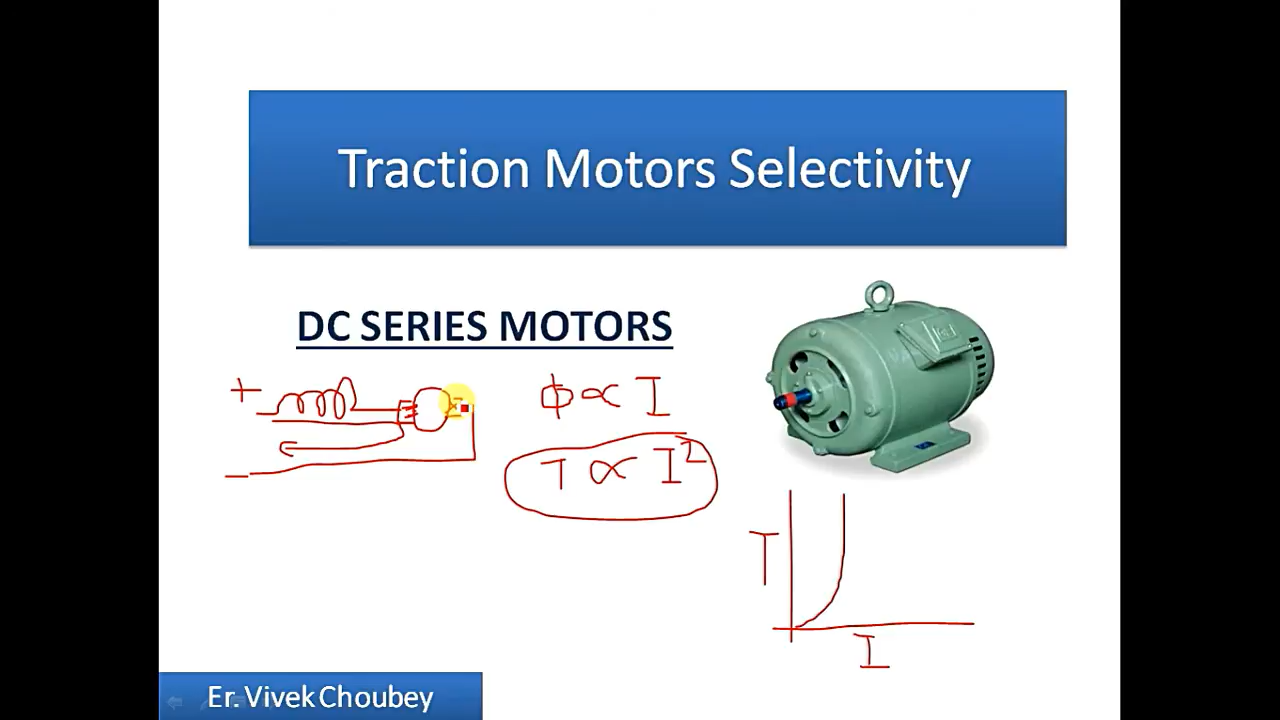 Traction Motors Selectivity
DC SERIES MOTORS
+
ϕ ∝ I
T ∝ I²
−
T
I
Er. Vivek Choubey